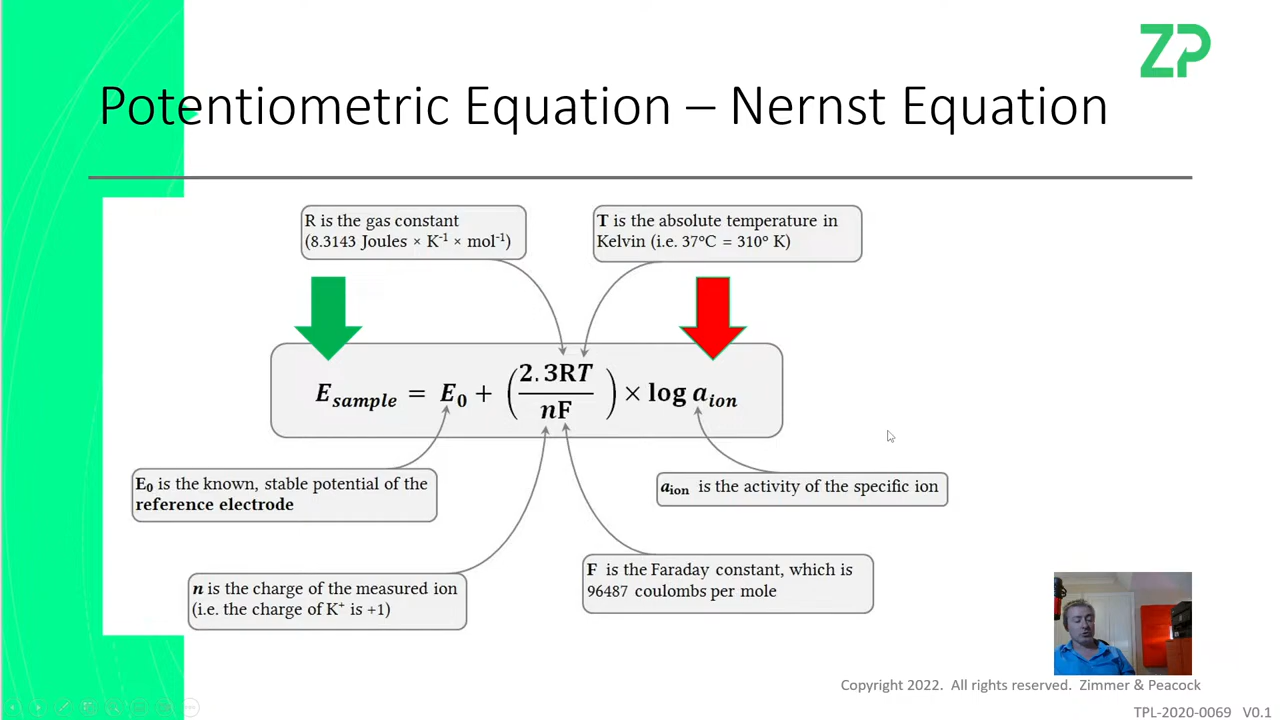 ZP
Potentiometric Equation – Nernst Equation
R is the gas constant
(8.3143 Joules × K⁻¹ × mol⁻¹)
T is the absolute temperature in
Kelvin (i.e. 37°C = 310° K)
E_sample = E₀ + (2.3RT / nF) × log a_ion
E₀ is the known, stable potential of the
reference electrode
a_ion is the activity of the specific ion
n is the charge of the measured ion
(i.e. the charge of K⁺ is +1)
F is the Faraday constant, which is
96487 coulombs per mole
Copyright 2022. All rights reserved. Zimmer & Peacock
TPL-2020-0069 V0.1